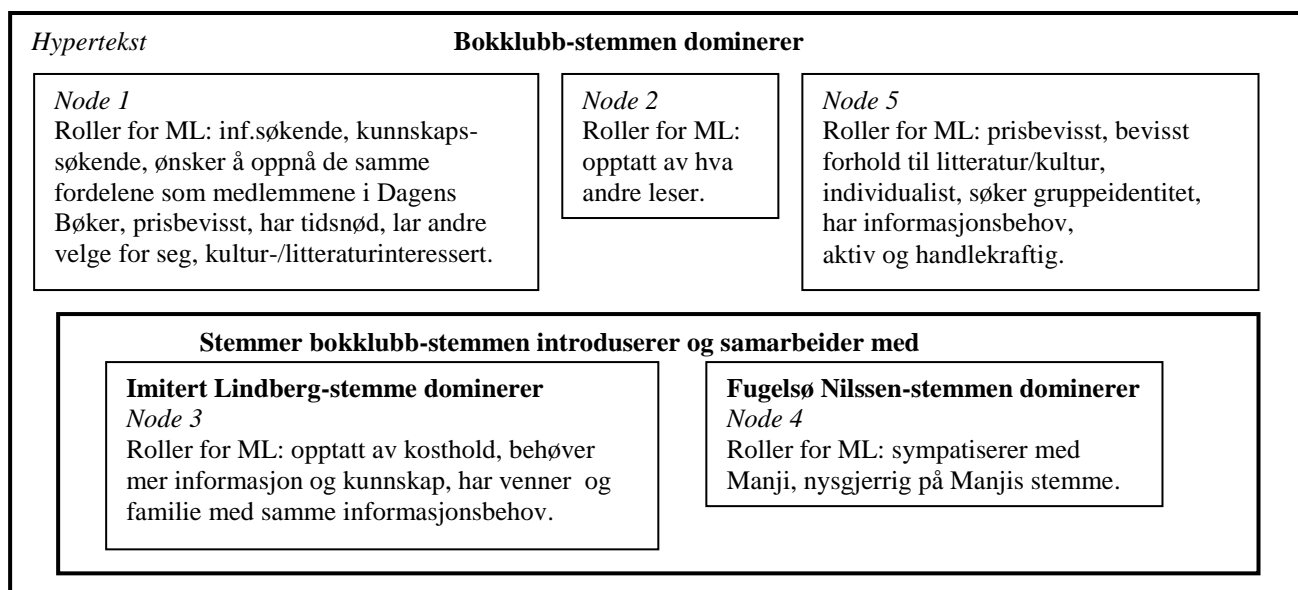 Hypertekst
Bokklubb-stemmen dominerer
Node 1
Roller for ML: inf.søkende, kunnskaps-
søkende, ønsker å oppnå de samme
fordelene som medlemmene i Dagens
Bøker, prisbevisst, har tidsnød, lar andre
velge for seg, kultur-/litteraturinteressert.
Node 2
Roller for ML:
opptatt av hva
andre leser.
Node 5
Roller for ML: prisbevisst, bevisst
forhold til litteratur/kultur,
individualist, søker gruppeidentitet,
har informasjonsbehov,
aktiv og handlekraftig.
Stemmer bokklubb-stemmen introduserer og samarbeider med
Imitert Lindberg-stemme dominerer
Node 3
Roller for ML: opptatt av kosthold, behøver
mer informasjon og kunnskap, har venner og
familie med samme informasjonsbehov.
Fugelsø Nilssen-stemmen dominerer
Node 4
Roller for ML: sympatiserer med
Manji, nysgjerrig på Manjis stemme.